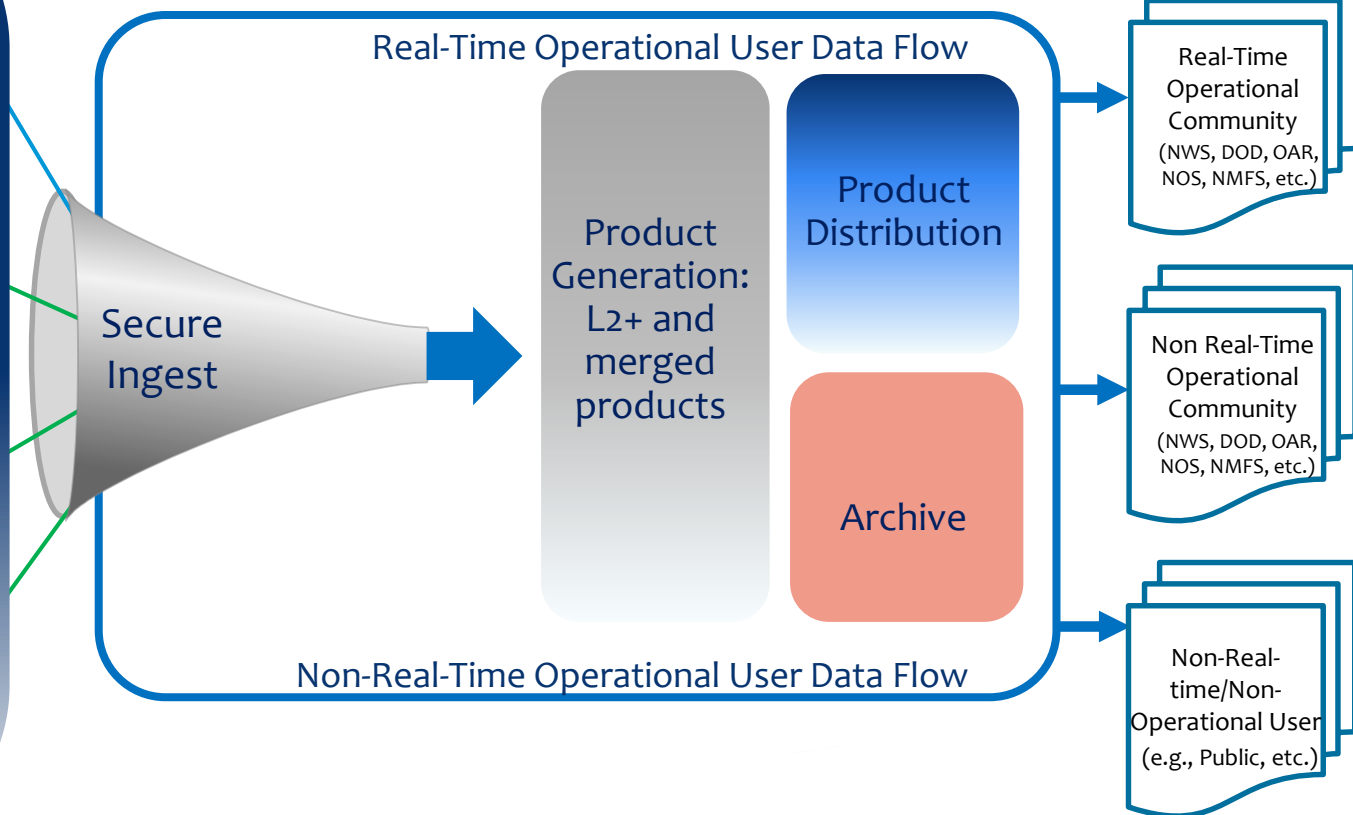 Real-Time Operational User Data Flow
Secure
Ingest
Product
Generation:
L2+ and
merged
products
Product
Distribution
Archive
Non-Real-Time Operational User Data Flow
Real-Time
Operational
Community
(NWS, DOD, OAR,
NOS, NMFS, etc.)
Non Real-Time
Operational
Community
(NWS, DOD, OAR,
NOS, NMFS, etc.)
Non-Real-
time/Non-
Operational User
(e.g., Public, etc.)